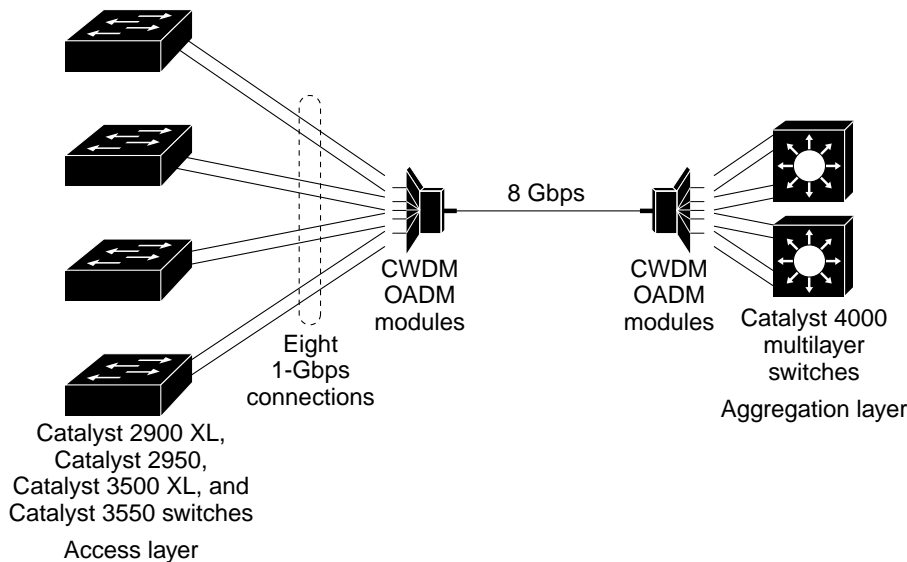 8 Gbps
CWDM
OADM
modules
CWDM
OADM
modules
Eight
1-Gbps
connections
Catalyst 4000
multilayer
switches
Aggregation layer
Catalyst 2900 XL,
Catalyst 2950,
Catalyst 3500 XL, and
Catalyst 3550 switches
Access layer